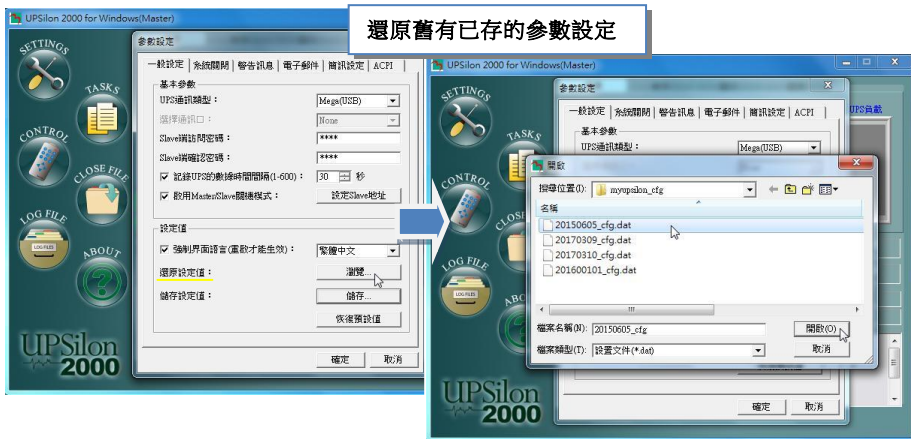 還原舊有已存的參數設定
UPSilon 2000 for Windows(Master)
SETTINGS
TASKS
CONTROL
CLOSE FILE
LOG FILE
LOG FILES
ABOUT
UPSilon
2000
參數設定
一般設定 系統關閉 警告訊息 電子郵件 簡訊設定 ACPI
基本參數
UPS通訊類型: Mega(USB)
選擇通訊口: None
Slave端訪問密碼: ****
Slave端確認密碼: ****
記錄UPS的數據時間間隔(1-600): 30 秒
啟用Master/Slave關機模式: 設定Slave地址
設定值
強制界面語言(重啟才能生效): 繁體中文
還原設定值: 瀏覽...
儲存設定值: 儲存...
恢復預設值
確定 取消
UPSilon 2000 for Windows(Master)
SETTINGS
TASKS
CONTROL
CLOS
LOG FILE
LOG FILES
ABO
UPSilon
2000
UPS負載
參數設定
一般設定 系統關閉 警告訊息 電子郵件 簡訊設定 ACPI
基本參數
UPS通訊類型: Mega(USB)
開啟
搜尋位置(I): myupsilon_cfg
名稱
20150605_cfg.dat
20170309_cfg.dat
20170310_cfg.dat
201600101_cfg.dat
檔案名稱(N): 20150605_cfg 開啟(O)
檔案類型(T): 設置文件(*.dat) 取消
確定 取消